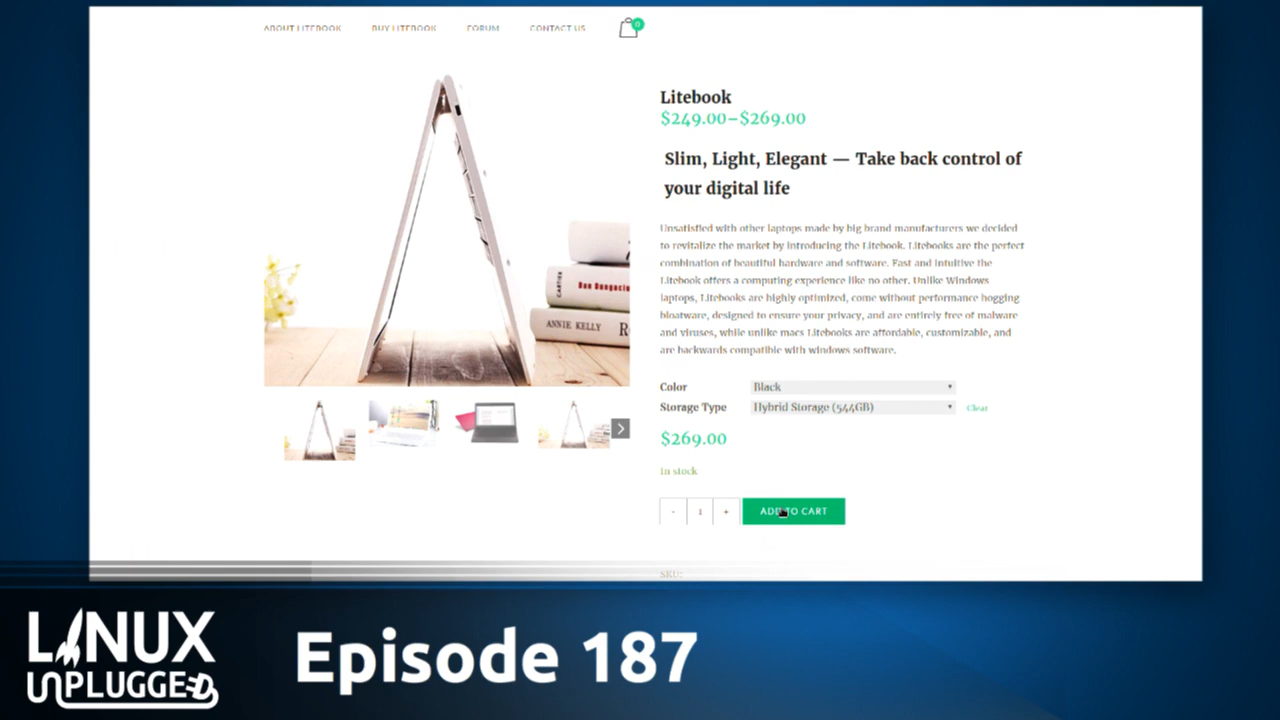 ABOUT LITEBOOK
BUY LITEBOOK
FORUM
CONTACT US
0
Litebook
$249.00–$269.00
Slim, Light, Elegant — Take back control of
your digital life
Unsatisfied with other laptops made by big brand manufacturers we decided
to revitalize the market by introducing the Litebook. Litebooks are the perfect
combination of beautiful hardware and software. Fast and intuitive the
Litebook offers a computing experience like no other. Unlike Windows
laptops, Litebooks are highly optimized, come without performance hogging
bloatware, designed to ensure your privacy, and are entirely free of malware
and viruses, while unlike macs Litebooks are affordable, customizable, and
are backwards compatible with windows software.
ANNIE KELLY R
Color Black
Storage Type Hybrid Storage (544GB) Clear
$269.00
In stock
- 1 + ADD TO CART
SKU:
LINUX
UNPLUGGED
Episode 187